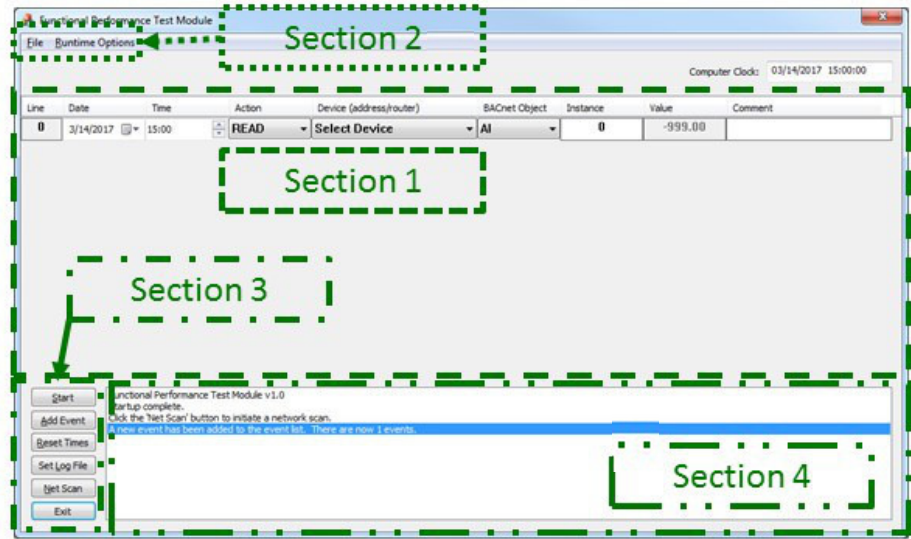 Functional Performance Test Module
File Runtime Options
Section 2
Computer Clock: 03/14/2017 15:00:00
Line Date Time Action Device (address/router) BACnet Object Instance Value Comment
0 3/14/2017 15:00 READ Select Device AI 0 -999.00
Section 1
Section 3
Start
Add Event
Reset Times
Set Log File
Net Scan
Exit
Functional Performance Test Module v1.0
Startup complete.
Click the 'Net Scan' button to initiate a network scan.
A new event has been added to the event list. There are now 1 events.
Section 4